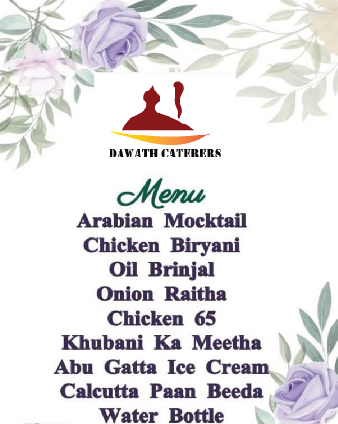 DAWATH CATERERS
Menu
Arabian Mocktail
Chicken Biryani
Oil Brinjal
Onion Raitha
Chicken 65
Khubani Ka Meetha
Abu Gatta Ice Cream
Calcutta Paan Beeda
Water Bottle